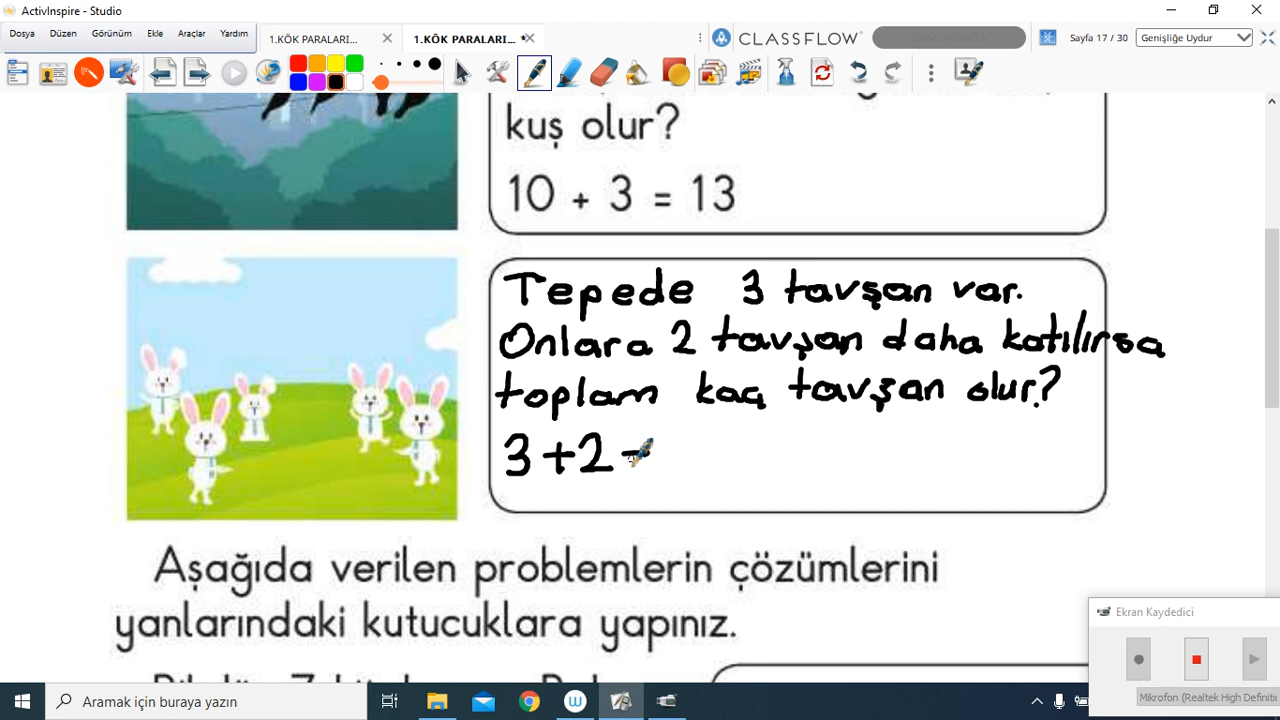 ActivInspire - Studio
Dosya Düzen Görünüm Ekle Araçlar Yardım
1.KÖK PARALARI...
1.KÖK PARALARI... *
CLASSFLOW
Sayfa 17 / 30
Genişliğe Uydur
kuş olur?
10 + 3 = 13
Tepede 3 tavşan var.
Onlara 2 tavşan daha katılırsa
toplam kaç tavşan olur?
3+2
Aşağıda verilen problemlerin çözümlerini
yanlarındaki kutucuklara yapınız.
Ekran Kaydedici
Mikrofon (Realtek High Definiti
Aramak için buraya yazın